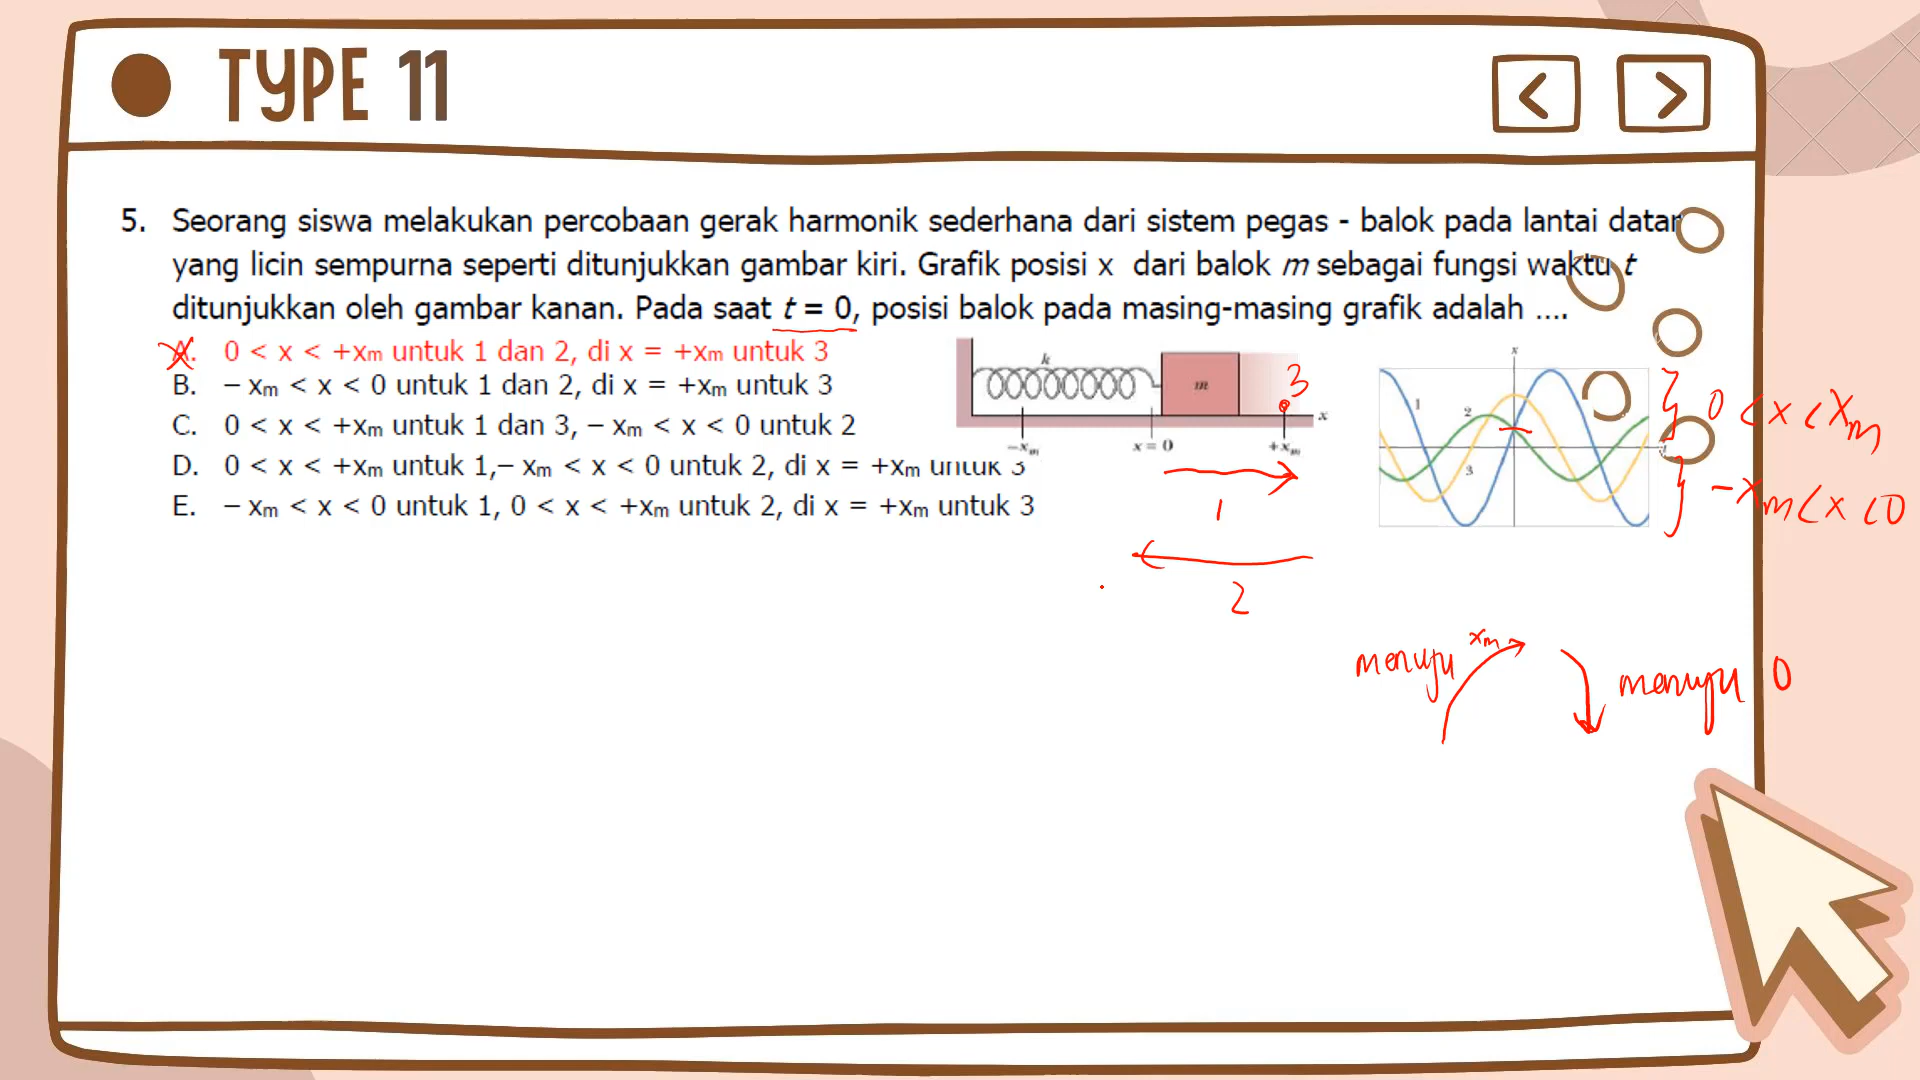 TYPE 11
5. Seorang siswa melakukan percobaan gerak harmonik sederhana dari sistem pegas - balok pada lantai datar
yang licin sempurna seperti ditunjukkan gambar kiri. Grafik posisi x dari balok m sebagai fungsi waktu t
ditunjukkan oleh gambar kanan. Pada saat t = 0, posisi balok pada masing-masing grafik adalah ....
A. 0 < x < +xm untuk 1 dan 2, di x = +xm untuk 3
B. – xm < x < 0 untuk 1 dan 2, di x = +xm untuk 3
C. 0 < x < +xm untuk 1 dan 3, – xm < x < 0 untuk 2
D. 0 < x < +xm untuk 1,– xm < x < 0 untuk 2, di x = +xm untuk 3
E. – xm < x < 0 untuk 1, 0 < x < +xm untuk 2, di x = +xm untuk 3
k
m
3
x
–xm
x = 0
+xm
1
2
x
1
2
3
t
0 < x < xm
– xm < x < 0
menuju xm
menuju 0